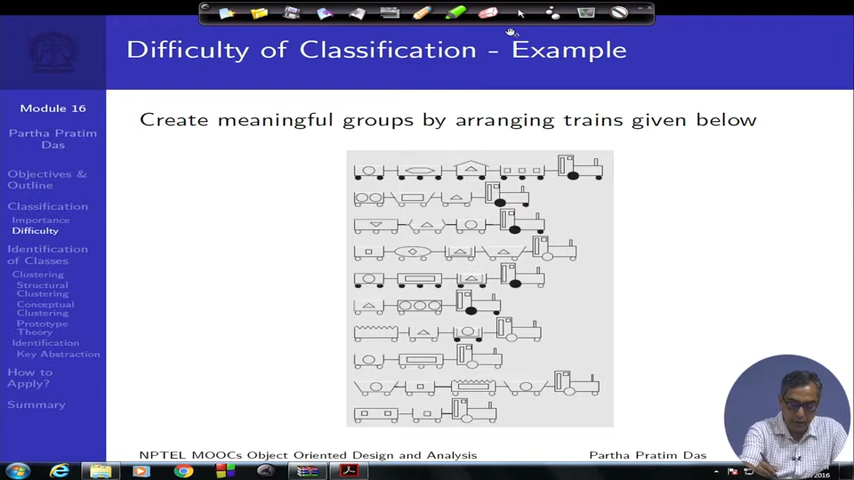 Difficulty of Classification - Example
Module 16
Partha Pratim
Das
Objectives &
Outline
Classification
Importance
Difficulty
Identification
of Classes
Clustering
Structural
Clustering
Conceptual
Clustering
Prototype
Theory
Identification
Key Abstraction
How to
Apply?
Summary
Create meaningful groups by arranging trains given below
NPTEL MOOCs Object Oriented Design and Analysis
Partha Pratim Das